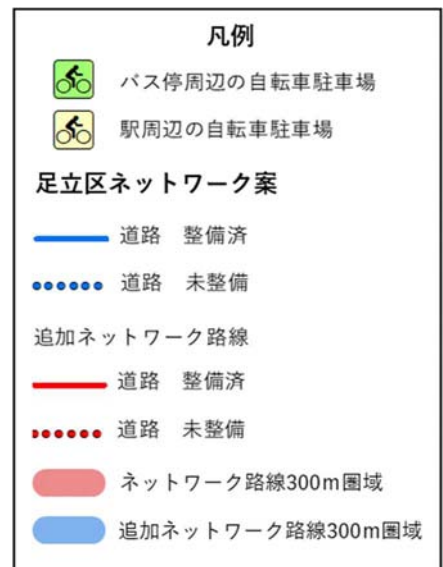 凡例
バス停周辺の自転車駐車場
駅周辺の自転車駐車場
足立区ネットワーク案
道路　整備済
道路　未整備
追加ネットワーク路線
道路　整備済
道路　未整備
ネットワーク路線300m圏域
追加ネットワーク路線300m圏域